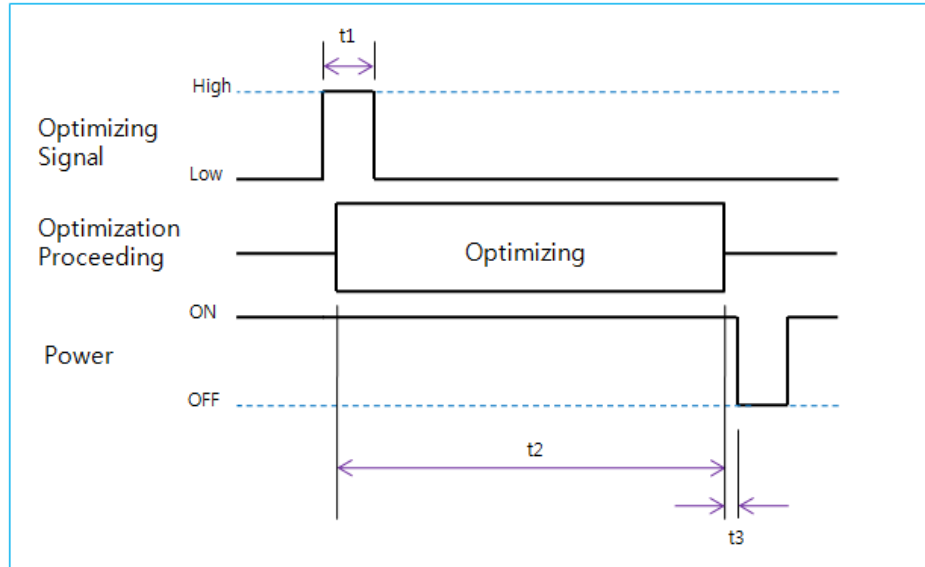 t1
High
Optimizing
Signal
Low
Optimization
Proceeding
Optimizing
ON
Power
OFF
t2
t3